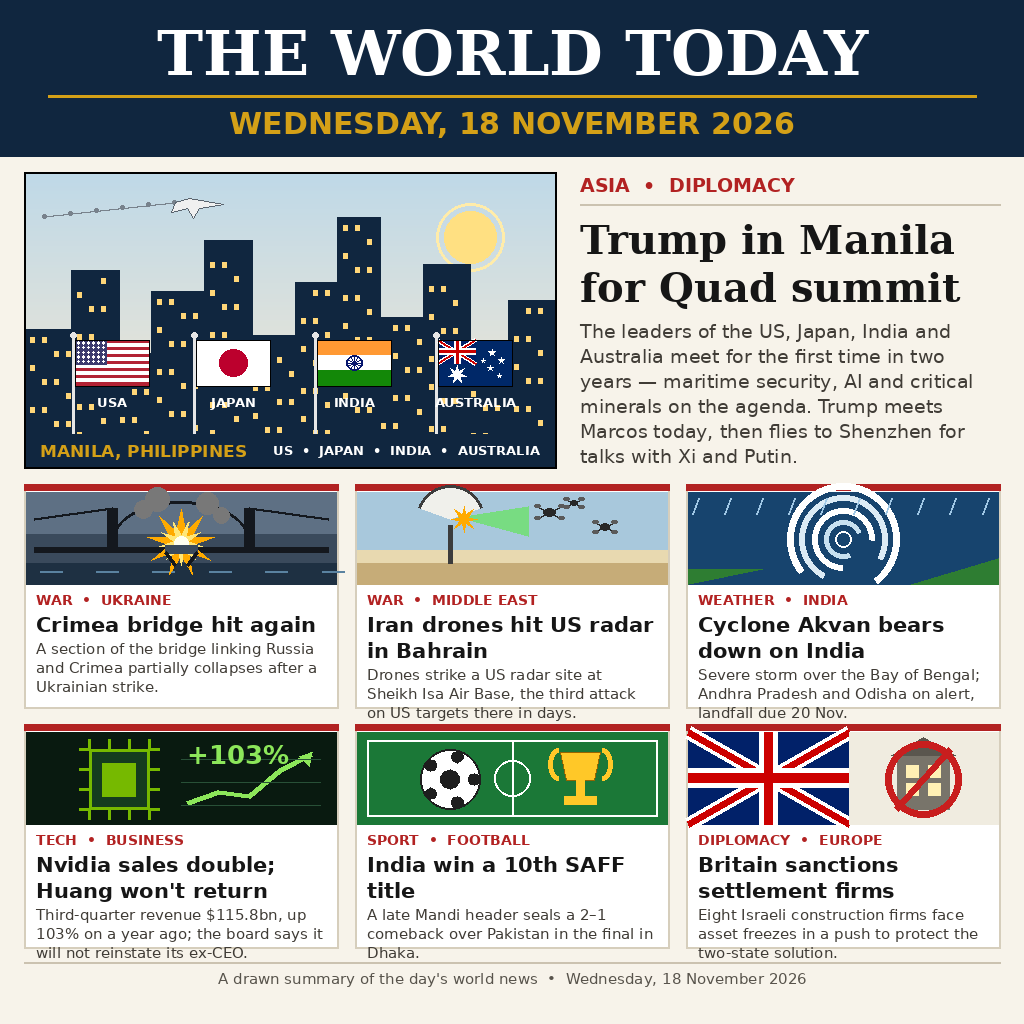 THE WORLD TODAY
WEDNESDAY, 18 NOVEMBER 2026
USA
JAPAN
INDIA
AUSTRALIA
MANILA, PHILIPPINES
US • JAPAN • INDIA • AUSTRALIA
ASIA • DIPLOMACY
Trump in Manila
for Quad summit
The leaders of the US, Japan, India and
Australia meet for the first time in two
years — maritime security, AI and critical
minerals on the agenda. Trump meets
Marcos today, then flies to Shenzhen for
talks with Xi and Putin.
WAR • UKRAINE
Crimea bridge hit again
A section of the bridge linking Russia
and Crimea partially collapses after a
Ukrainian strike.
WAR • MIDDLE EAST
Iran drones hit US radar
in Bahrain
Drones strike a US radar site at
Sheikh Isa Air Base, the third attack
on US targets there in days.
WEATHER • INDIA
Cyclone Akvan bears
down on India
Severe storm over the Bay of Bengal;
Andhra Pradesh and Odisha on alert,
landfall due 20 Nov.
+103%
TECH • BUSINESS
Nvidia sales double;
Huang won't return
Third-quarter revenue $115.8bn, up
103% on a year ago; the board says it
will not reinstate its ex-CEO.
SPORT • FOOTBALL
India win a 10th SAFF
title
A late Mandi header seals a 2–1
comeback over Pakistan in the final in
Dhaka.
DIPLOMACY • EUROPE
Britain sanctions
settlement firms
Eight Israeli construction firms face
asset freezes in a push to protect the
two-state solution.
A drawn summary of the day's world news • Wednesday, 18 November 2026